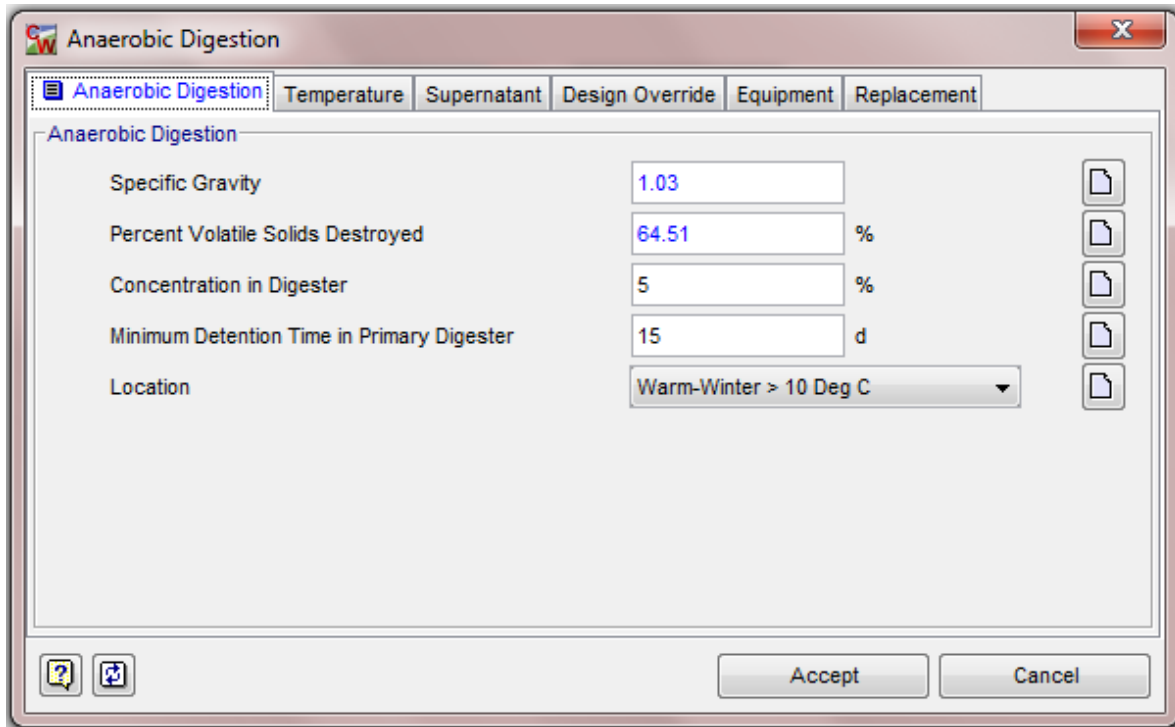 CW Anaerobic Digestion
Anaerobic Digestion Temperature Supernatant Design Override Equipment Replacement
Anaerobic Digestion
Specific Gravity 1.03
Percent Volatile Solids Destroyed 64.51 %
Concentration in Digester 5 %
Minimum Detention Time in Primary Digester 15 d
Location Warm-Winter > 10 Deg C
? Accept Cancel